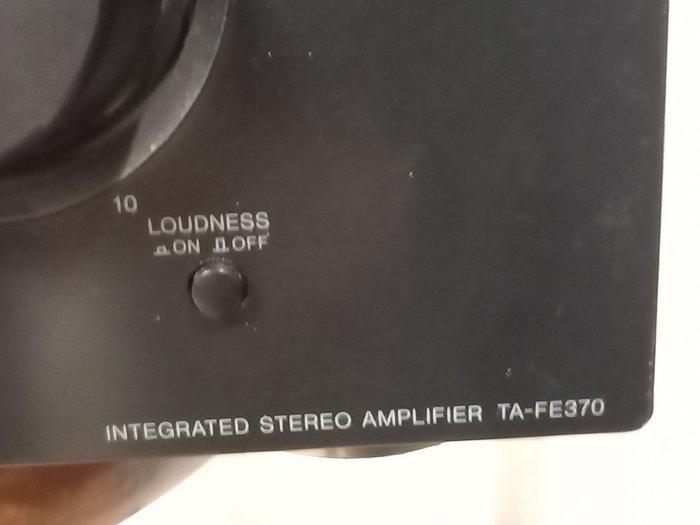 10
LOUDNESS
ON OFF
INTEGRATED STEREO AMPLIFIER TA-FE370